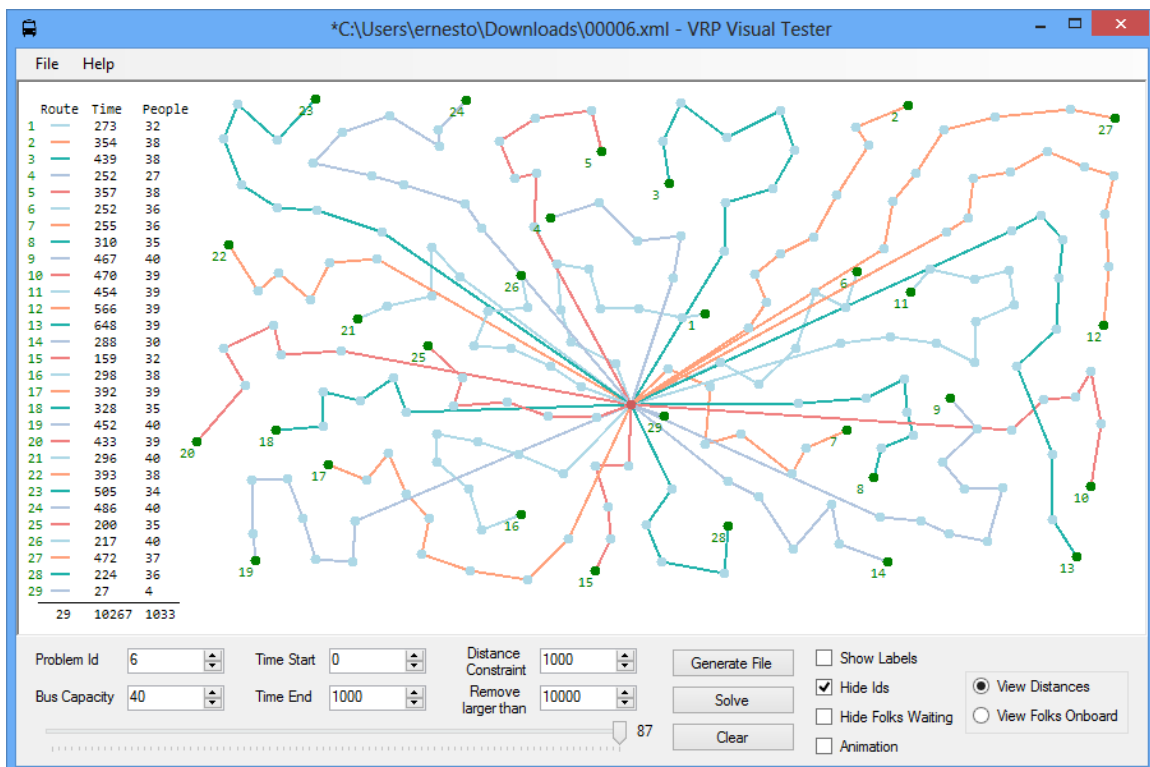 *C:\Users\ernesto\Downloads\00006.xml - VRP Visual Tester
File Help
Route Time People
1 273 32
2 354 38
3 439 38
4 252 27
5 357 38
6 252 36
7 255 36
8 310 35
9 467 40
10 470 39
11 454 39
12 566 39
13 648 39
14 288 30
15 159 32
16 298 38
17 392 39
18 328 35
19 452 40
20 433 39
21 296 40
22 393 38
23 505 34
24 486 40
25 200 35
26 217 40
27 472 37
28 224 36
29 27 4
29 10267 1033
23
24
2
27
5
3
4
22
6
26
11
21
1
12
25
9
29
18
7
20
17
8
10
16
28
19
15
14
13
Problem Id 6 Time Start 0 Distance Constraint 1000 Generate File Show Labels
Bus Capacity 40 Time End 1000 Remove larger than 10000 Solve Hide Ids View Distances
Hide Folks Waiting View Folks Onboard
87 Clear Animation